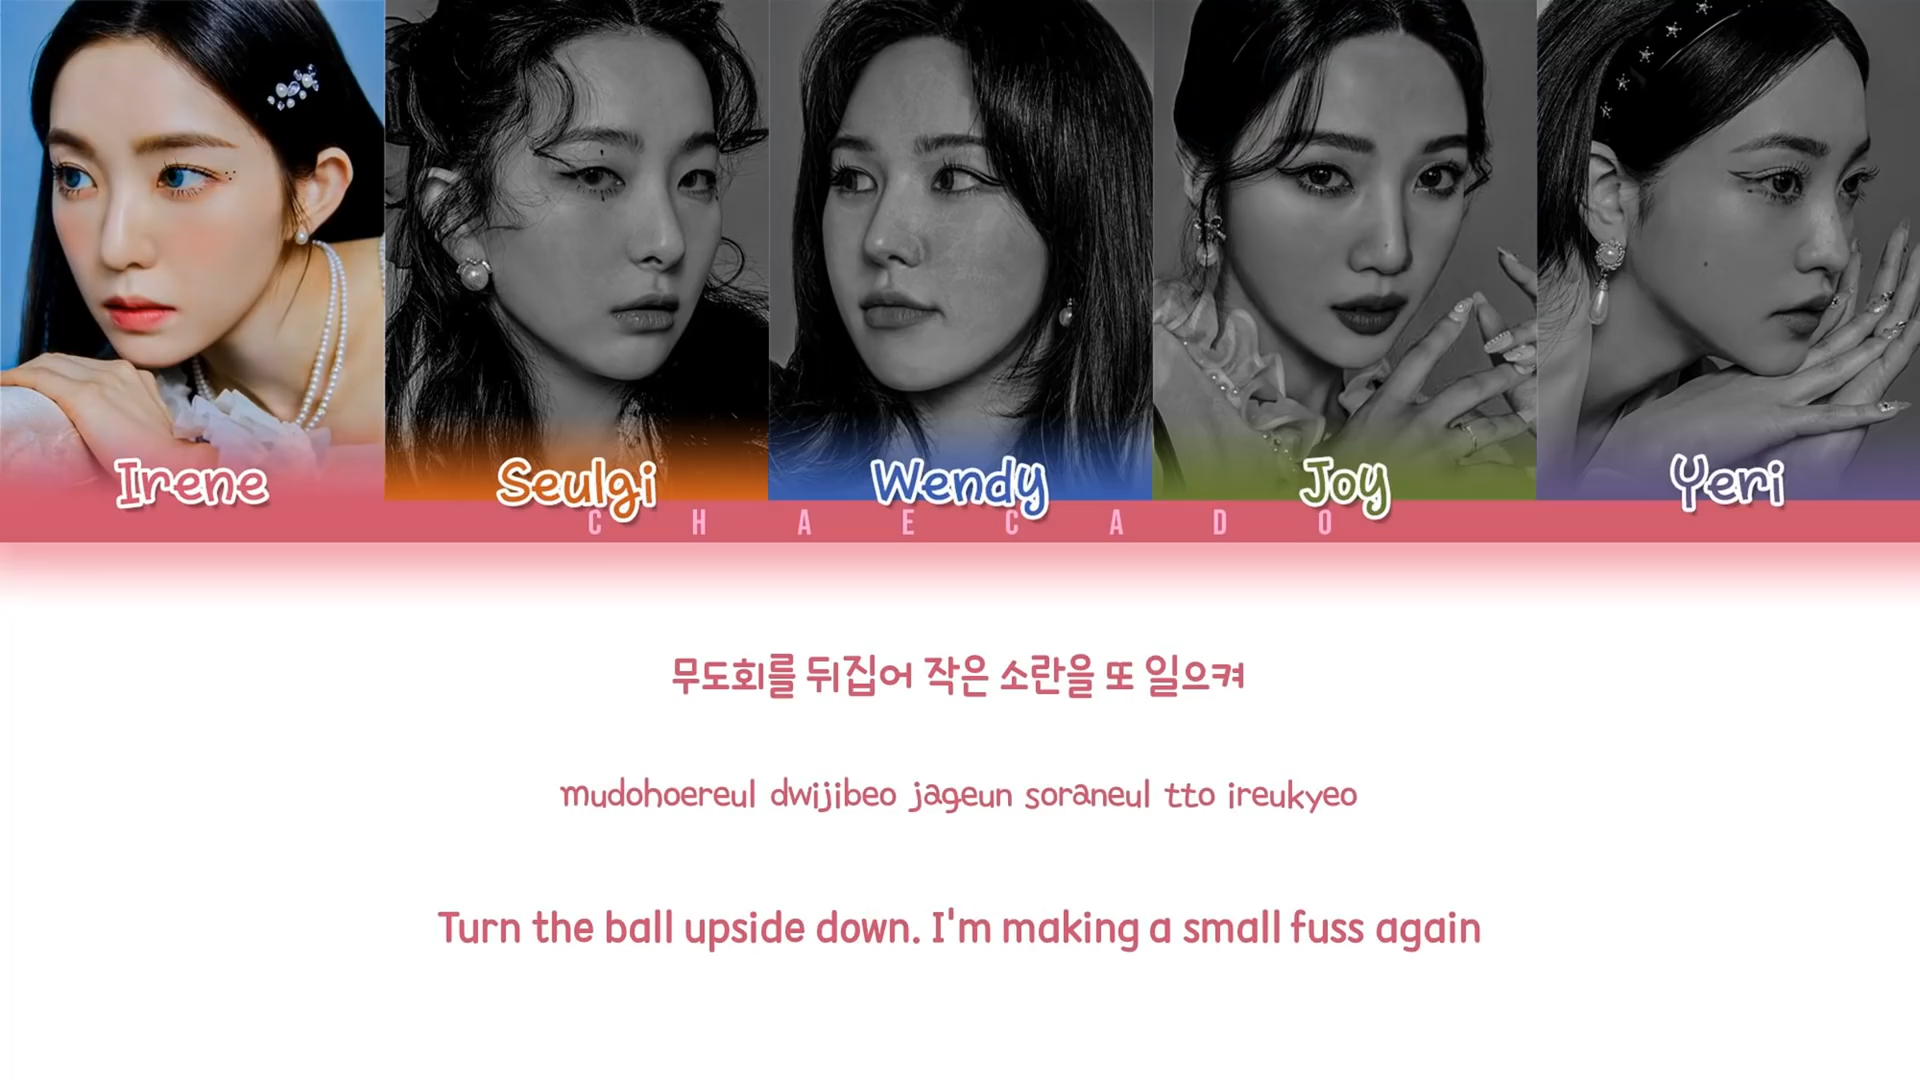 Irene Seulgi Wendy Joy Yeri
CHAECADO
무도회를 뒤집어 작은 소란을 또 일으켜
mudohoereul dwijibeo jageun soraneul tto ireukyeo
Turn the ball upside down. I'm making a small fuss again